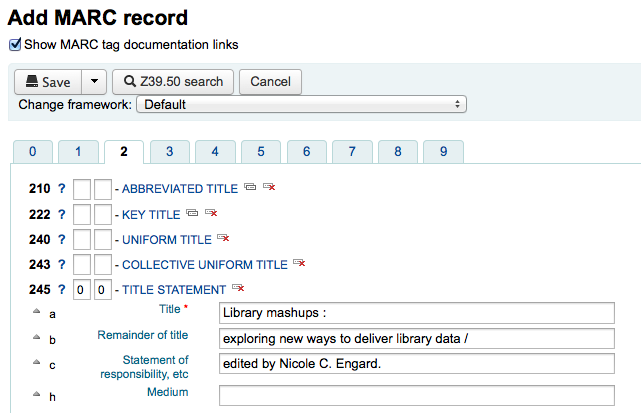 Add MARC record
Show MARC tag documentation links
Save Z39.50 search Cancel
Change framework: Default
0 1 2 3 4 5 6 7 8 9
210 ? - ABBREVIATED TITLE
222 ? - KEY TITLE
240 ? - UNIFORM TITLE
243 ? - COLLECTIVE UNIFORM TITLE
245 ? 0 0 - TITLE STATEMENT
a Title * Library mashups :
b Remainder of title exploring new ways to deliver library data /
c Statement of responsibility, etc edited by Nicole C. Engard.
h Medium